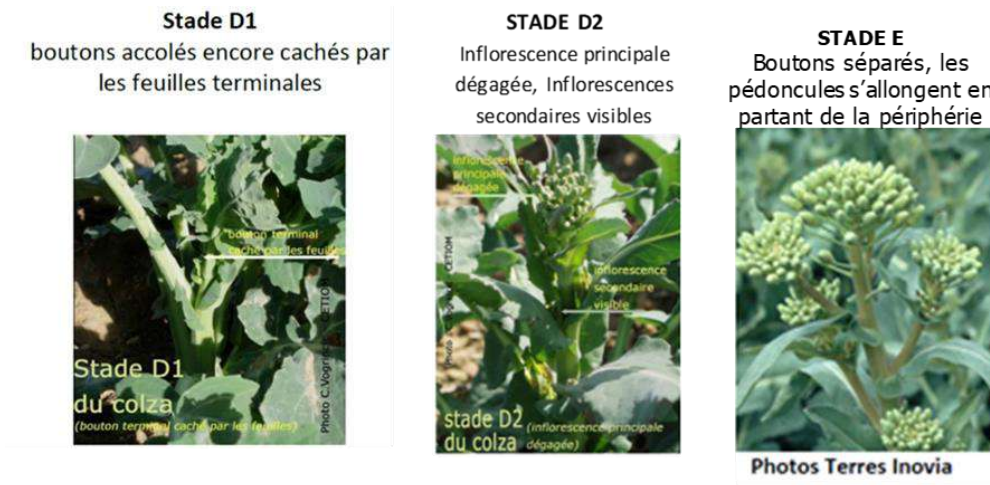 Stade D1
boutons accolés encore cachés par
les feuilles terminales
bouton terminal
caché par les feuilles
Stade D1
du colza
(bouton terminal caché par les feuilles)
Photo C.Vogr
CETIOM
STADE D2
Inflorescence principale
dégagée, Inflorescences
secondaires visibles
inflorescence
principale
dégagée
inflorescence
secondaire
visible
CETIOM
stade D2 (inflorescence principale
du colza dégagée)
STADE E
Boutons séparés, les
pédoncules s’allongent en
partant de la périphérie
Photos Terres Inovia